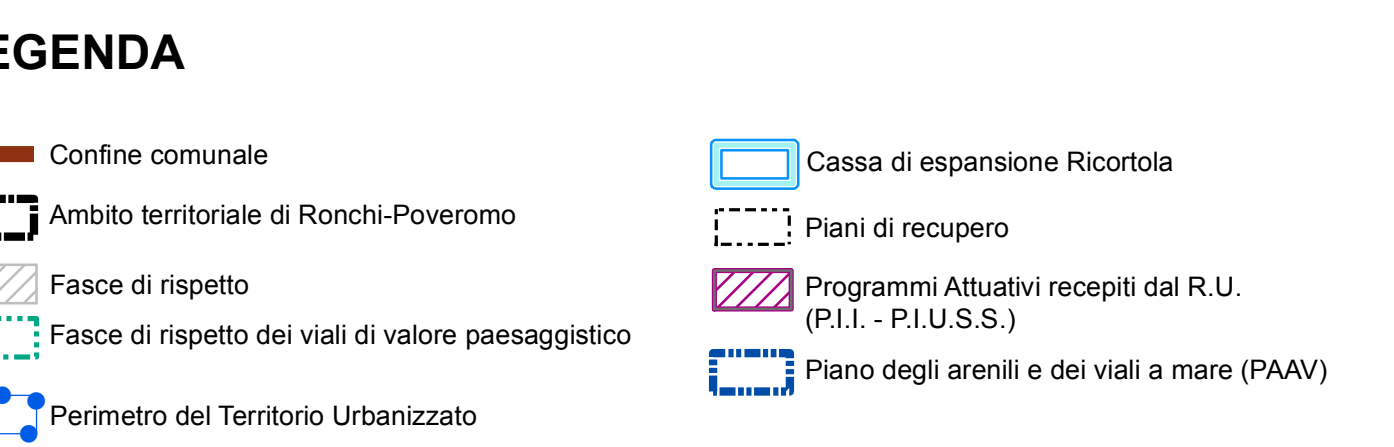 EGENDA
Confine comunale
Ambito territoriale di Ronchi-Poveromo
Fasce di rispetto
Fasce di rispetto dei viali di valore paesaggistico
Perimetro del Territorio Urbanizzato
Cassa di espansione Ricortola
Piani di recupero
Programmi Attuativi recepiti dal R.U.
(P.I.I. - P.I.U.S.S.)
Piano degli arenili e dei viali a mare (PAAV)